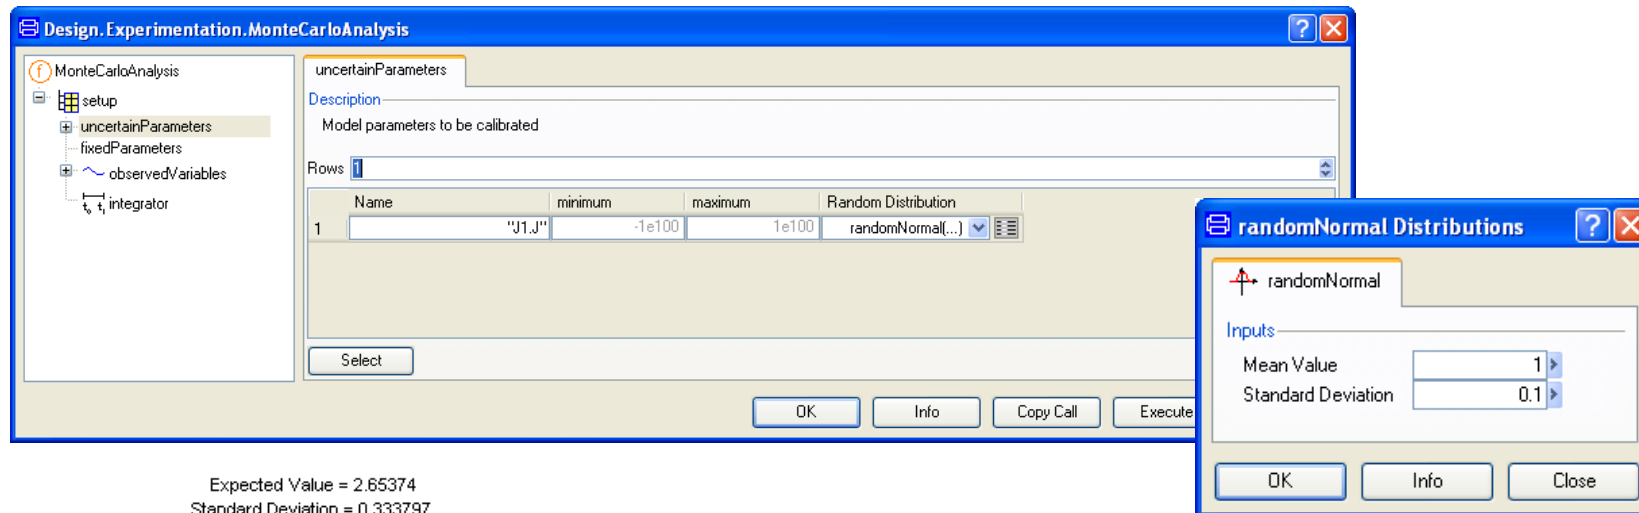 Design.Experimentation.MonteCarloAnalysis
MonteCarloAnalysis
setup
uncertainParameters
fixedParameters
observedVariables
integrator
uncertainParameters
Description
Model parameters to be calibrated
Rows 1
Name minimum maximum Random Distribution
1 "J1.J" -1e100 1e100 randomNormal(...)
Select
OK Info Copy Call Execute
randomNormal Distributions
randomNormal
Inputs
Mean Value 1
Standard Deviation 0.1
OK Info Close
Expected Value = 2.65374
Standard Deviation = 0.333797